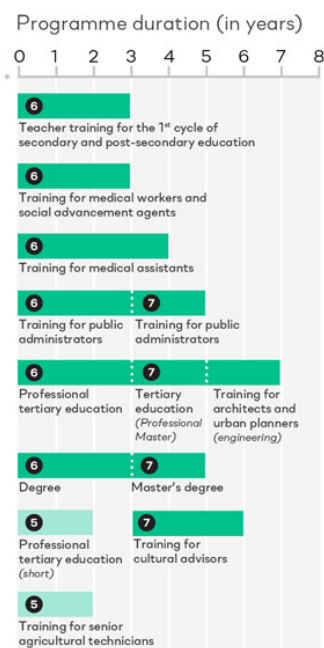 Programme duration (in years)
0 1 2 3 4 5 6 7 8
6
Teacher training for the 1st cycle of
secondary and post-secondary education
6
Training for medical workers and
social advancement agents
6
Training for medical assistants
6 7
Training for public
administrators
Training for public
administrators
6 7
Professional
tertiary education
Tertiary
education
(Professional
Master)
Training for
architects and
urban planners
(engineering)
6 7
Degree Master's degree
5 7
Professional
tertiary education
(short)
Training for
cultural advisors
5
Training for senior
agricultural technicians